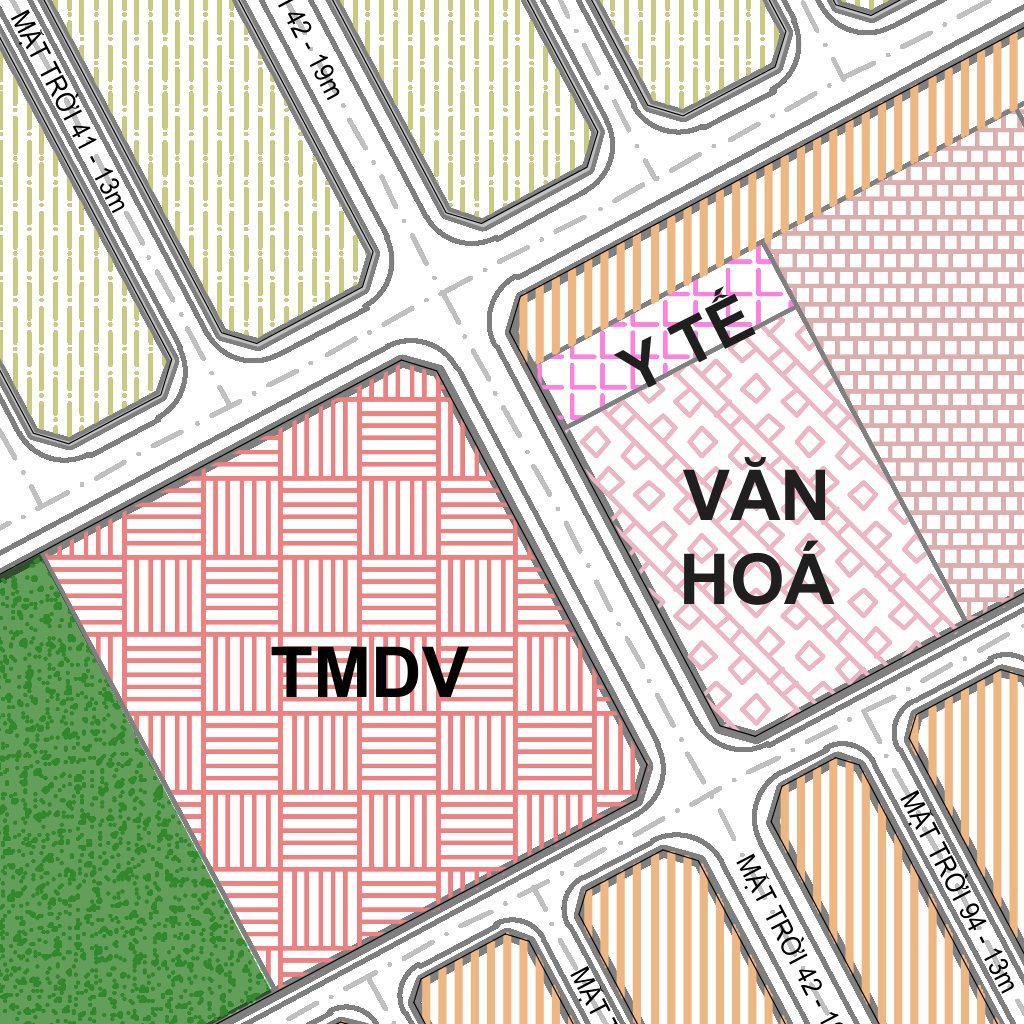 MẶT TRỜI 41 - 13m
42 - 19m
Y TẾ
VĂN
HOÁ
TMDV
MẶT TRỜI 94 - 13m
MẶT TRỜI 42 - 1
MẶT